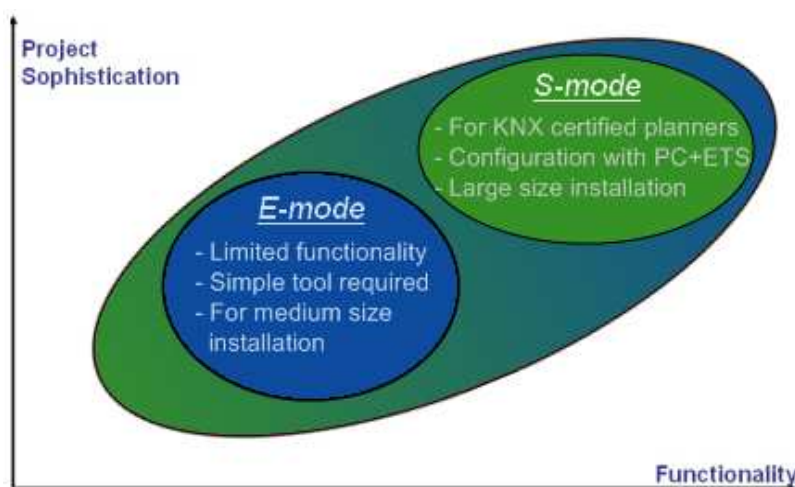 Project
Sophistication
S-mode
- For KNX certified planners
- Configuration with PC+ETS
- Large size installation
E-mode
- Limited functionality
- Simple tool required
- For medium size
installation
Functionality